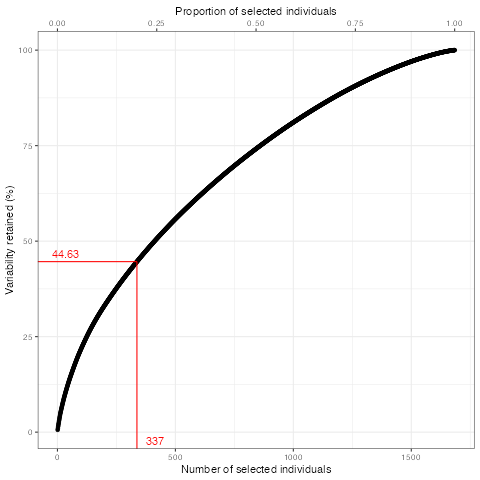 Proportion of selected individuals
0.00 0.25 0.50 0.75 1.00
100
75
Variability retained (%)
50
44.63
25
0
337
0 500 1000 1500
Number of selected individuals